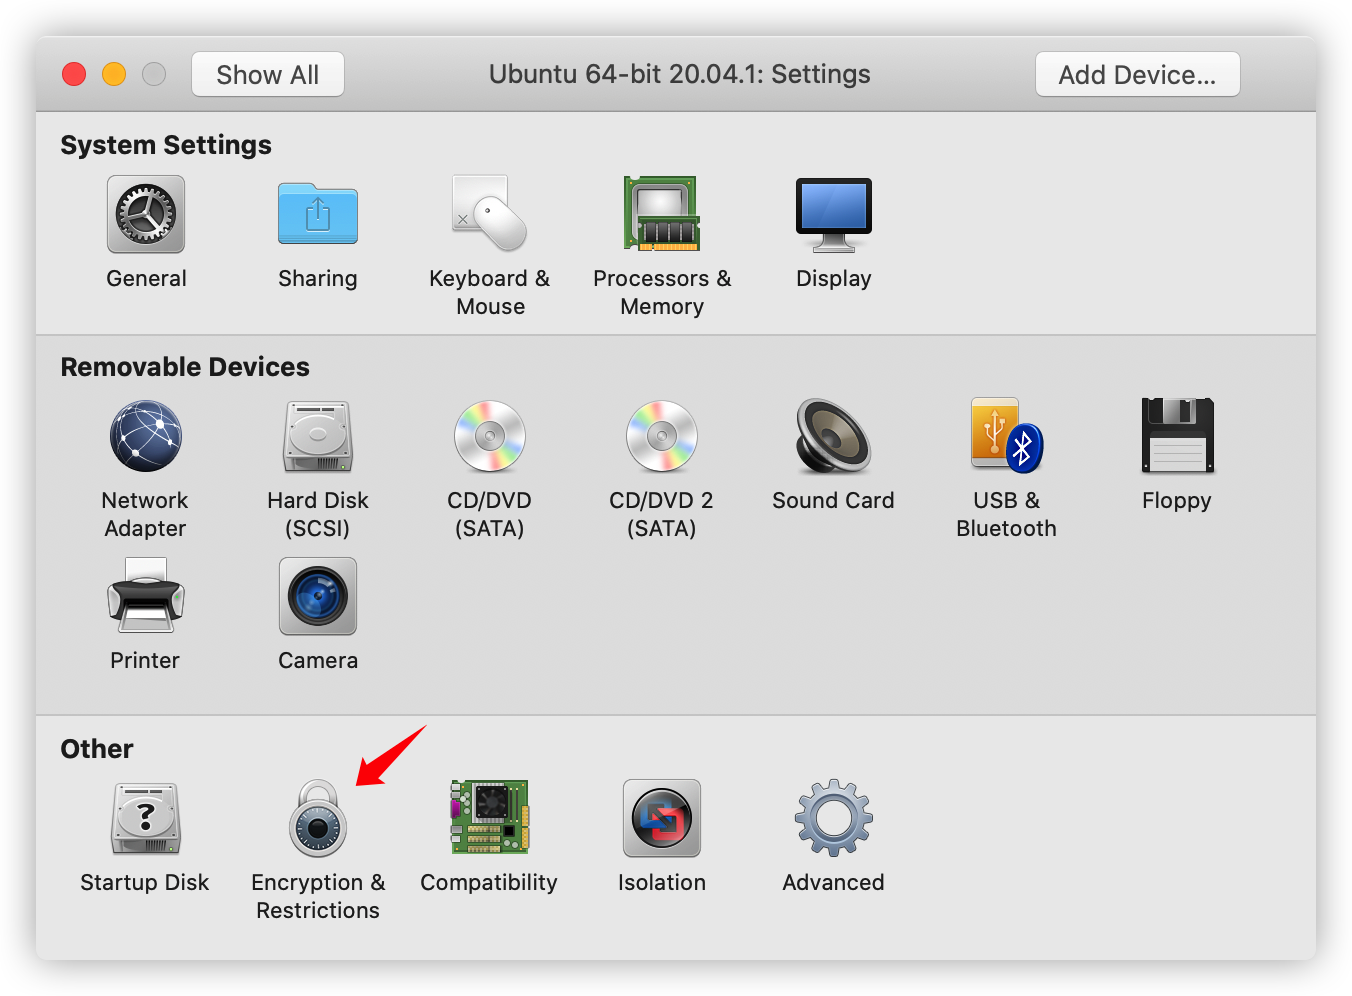 Show All
Ubuntu 64-bit 20.04.1: Settings
Add Device...
System Settings
General
Sharing
Keyboard &
Mouse
Processors &
Memory
Display
Removable Devices
Network
Adapter
Hard Disk
(SCSI)
CD/DVD
(SATA)
CD/DVD 2
(SATA)
Sound Card
USB &
Bluetooth
Floppy
Printer
Camera
Other
?
Startup Disk
Encryption &
Restrictions
Compatibility
Isolation
Advanced